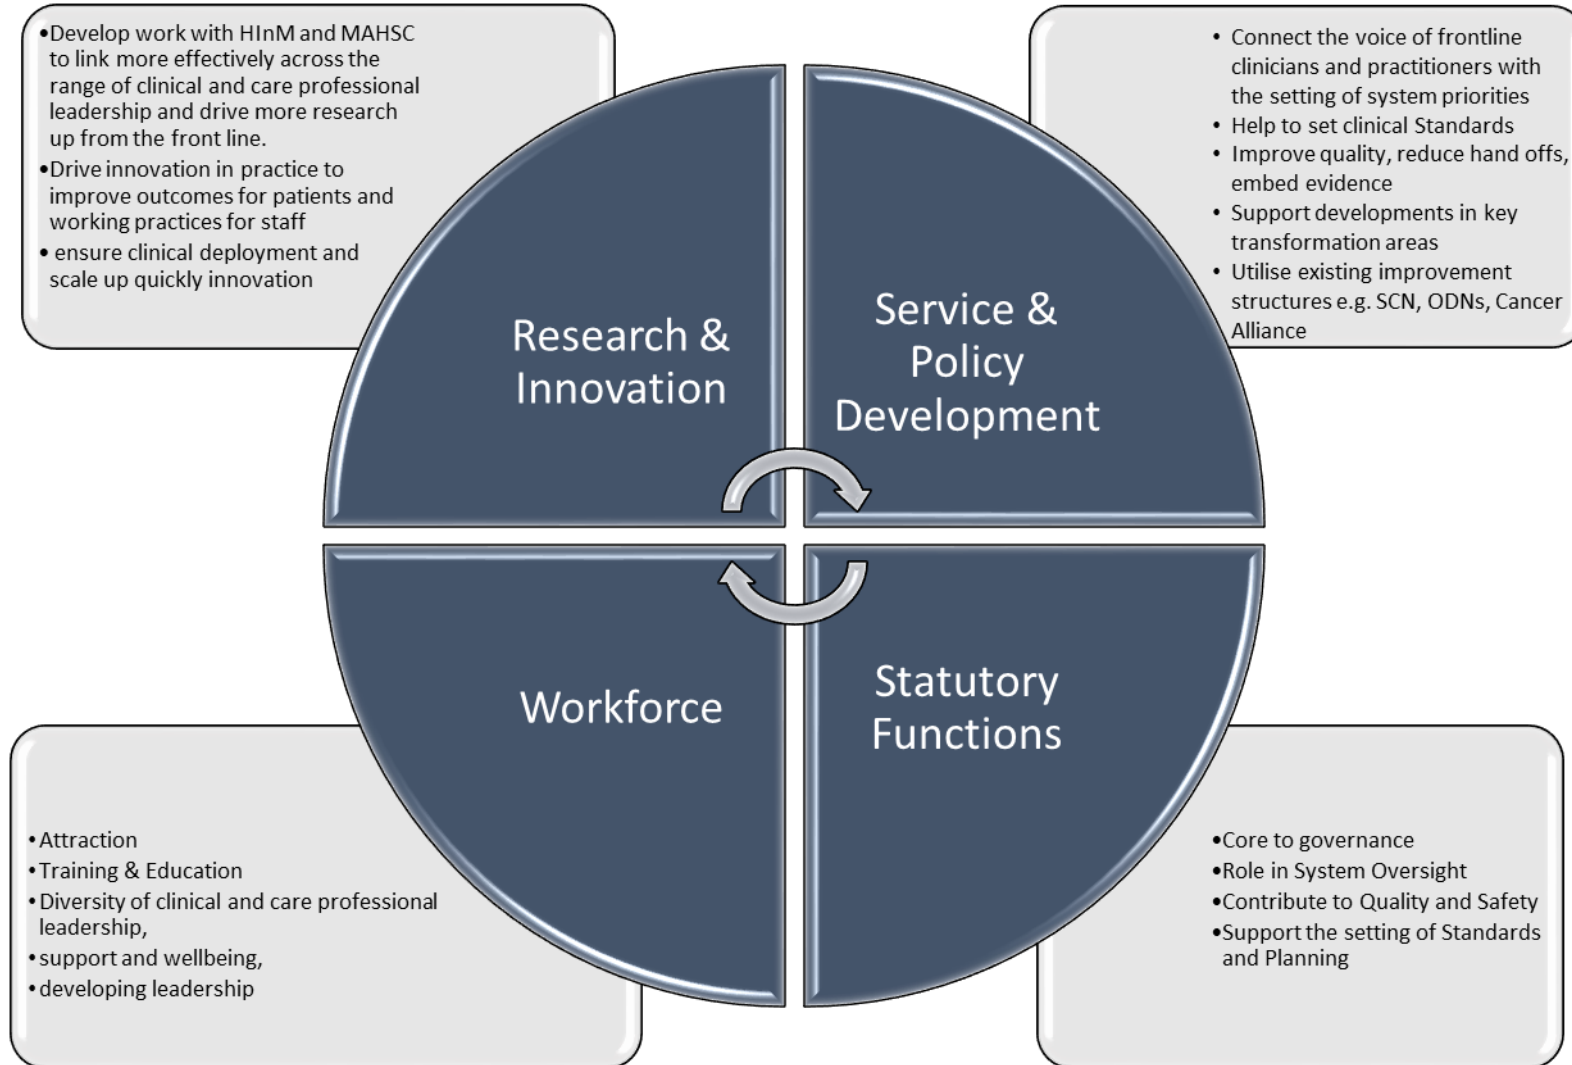 •Develop work with HInM and MAHSC
to link more effectively across the
range of clinical and care professional
leadership and drive more research
up from the front line.
•Drive innovation in practice to
improve outcomes for patients and
working practices for staff
• ensure clinical deployment and
scale up quickly innovation
• Connect the voice of frontline
clinicians and practitioners with
the setting of system priorities
• Help to set clinical Standards
• Improve quality, reduce hand offs,
embed evidence
• Support developments in key
transformation areas
• Utilise existing improvement
structures e.g. SCN, ODNs, Cancer
Alliance
Research &
Innovation
Service &
Policy
Development
Workforce
Statutory
Functions
•Attraction
•Training & Education
•Diversity of clinical and care professional
leadership,
•support and wellbeing,
•developing leadership
•Core to governance
•Role in System Oversight
•Contribute to Quality and Safety
•Support the setting of Standards
and Planning